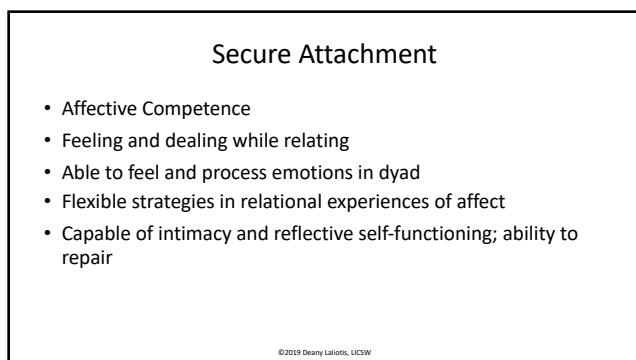 Secure Attachment
• Affective Competence
• Feeling and dealing while relating
• Able to feel and process emotions in dyad
• Flexible strategies in relational experiences of affect
• Capable of intimacy and reflective self-functioning; ability to
repair
©2019 Deany Laliotis, LICSW